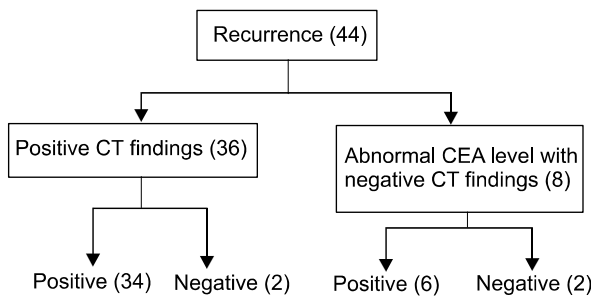 Recurrence (44)
Positive CT findings (36)
Abnormal CEA level with
negative CT findings (8)
Positive (34)
Negative (2)
Positive (6)
Negative (2)